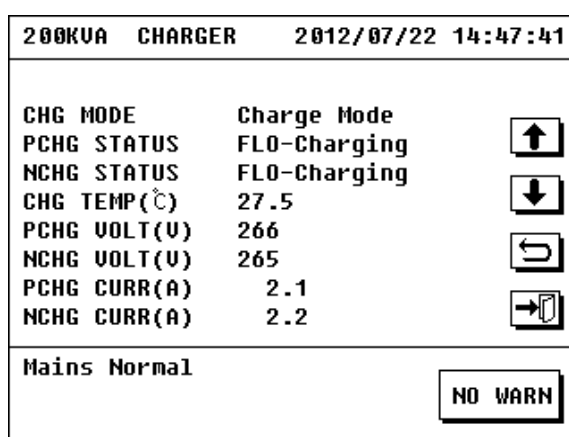 200KVA CHARGER 2012/07/22 14:47:41
CHG MODE Charge Mode
PCHG STATUS FLO-Charging
NCHG STATUS FLO-Charging
CHG TEMP(℃) 27.5
PCHG VOLT(V) 266
NCHG VOLT(V) 265
PCHG CURR(A) 2.1
NCHG CURR(A) 2.2
Mains Normal
NO WARN